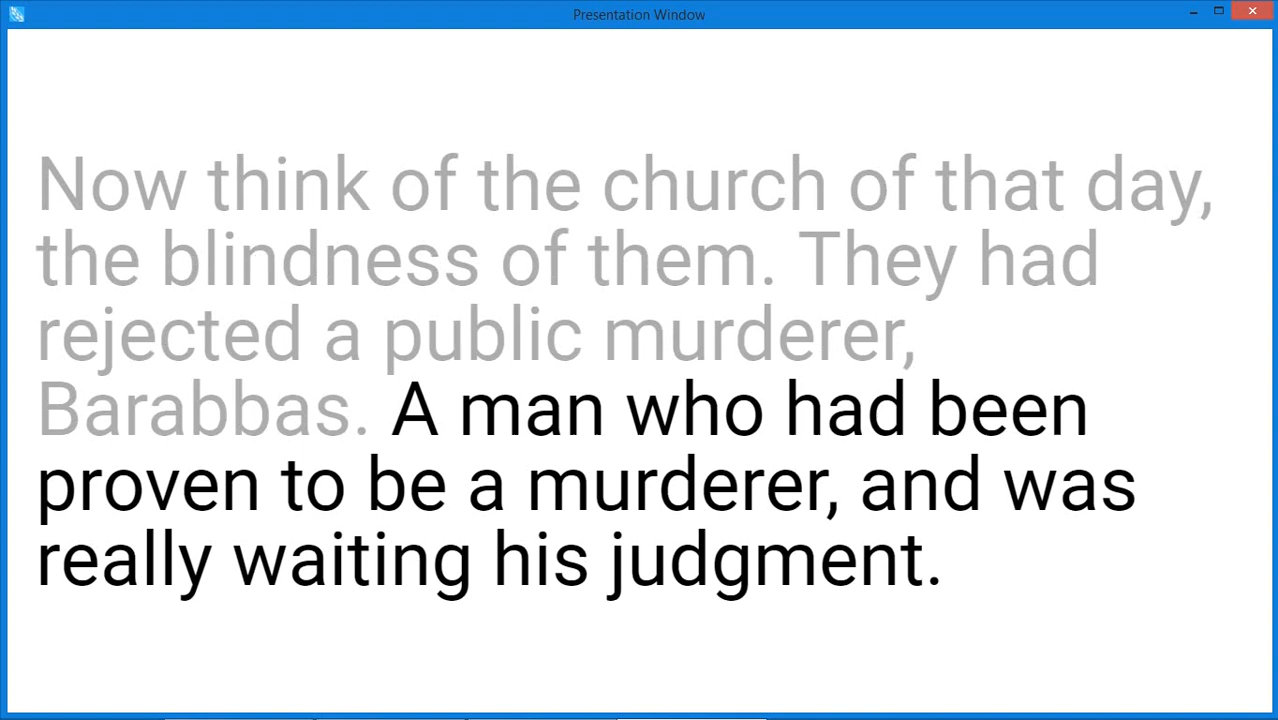 Presentation Window
Now think of the church of that day,
the blindness of them. They had
rejected a public murderer,
Barabbas. A man who had been
proven to be a murderer, and was
really waiting his judgment.